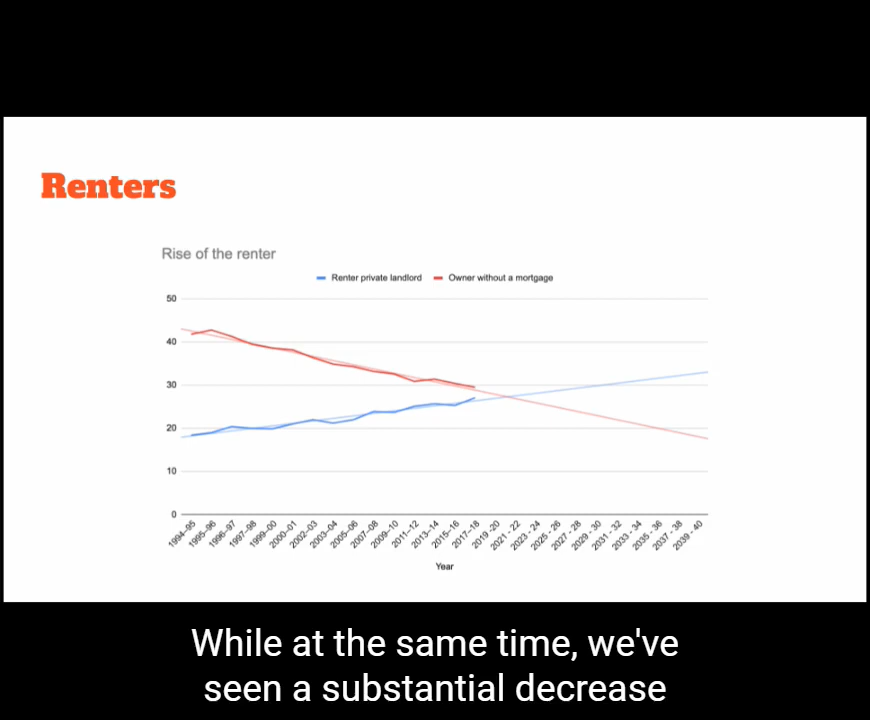 Renters
Rise of the renter
Renter private landlord Owner without a mortgage
50
40
30
20
10
0
1994–95 1995–96 1996–97 1997–98 1999–00 2000–01 2002–03 2003–04 2005–06 2007–08 2009–10 2011–12 2013–14 2015–16 2017–18 2019–20 2021 - 22 2023 - 24 2025 - 26 2027 - 28 2029 - 30 2031 - 32 2033 - 34 2035 - 36 2037 - 38 2039 - 40
Year
While at the same time, we've
seen a substantial decrease